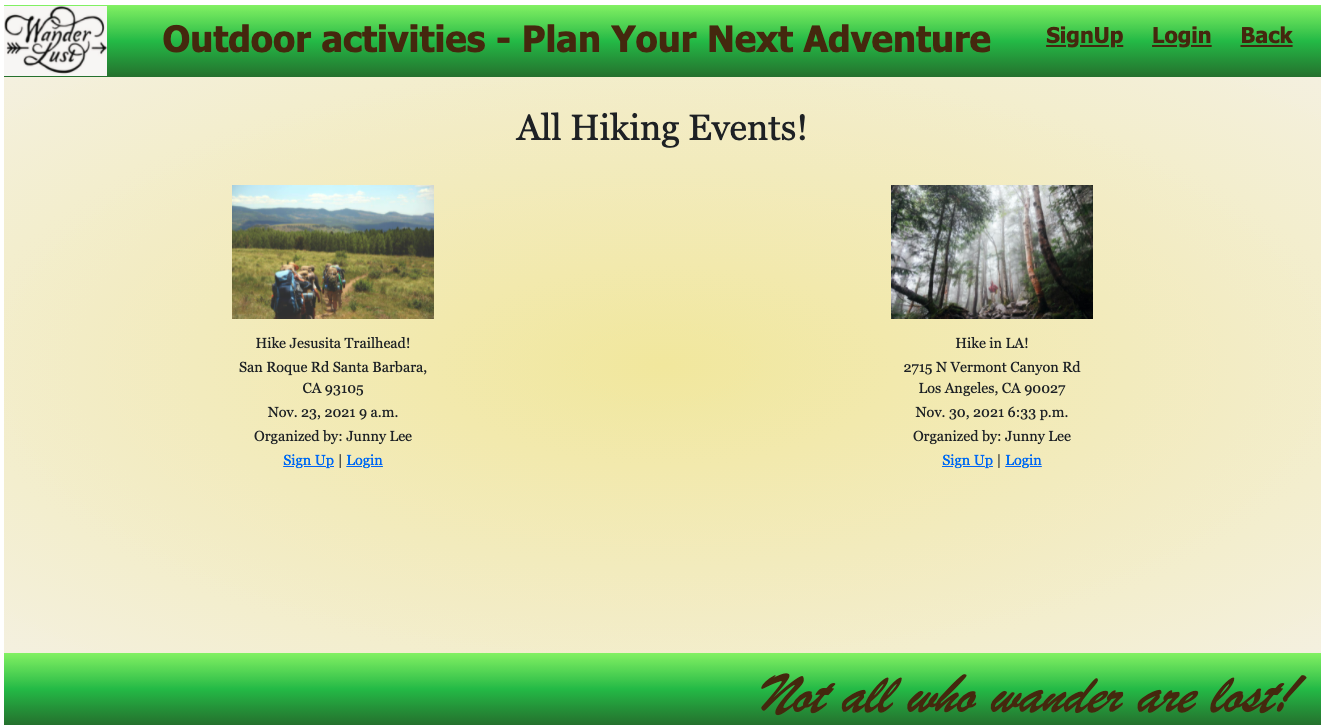 Wander
Lust
Outdoor activities - Plan Your Next Adventure
SignUp Login Back
All Hiking Events!
Hike Jesusita Trailhead!
San Roque Rd Santa Barbara,
CA 93105
Nov. 23, 2021 9 a.m.
Organized by: Junny Lee
Sign Up | Login
Hike in LA!
2715 N Vermont Canyon Rd
Los Angeles, CA 90027
Nov. 30, 2021 6:33 p.m.
Organized by: Junny Lee
Sign Up | Login
Not all who wander are lost!